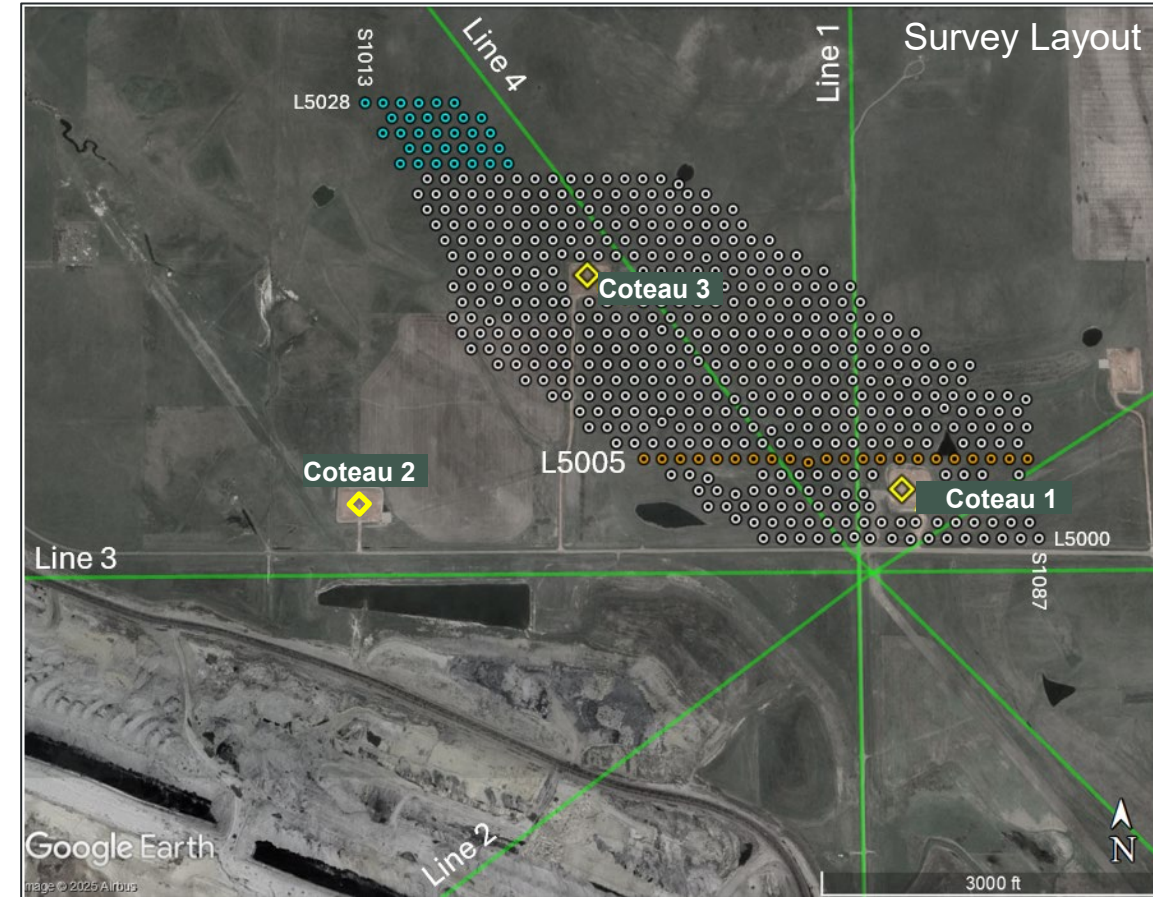 Survey Layout
S1013
Line 4
Line 1
L5028
Coteau 3
L5005
Coteau 2
Coteau 1
L5000
Line 3
S1087
Line 2
Google Earth
N
mage © 2025 Airbus
3000 ft